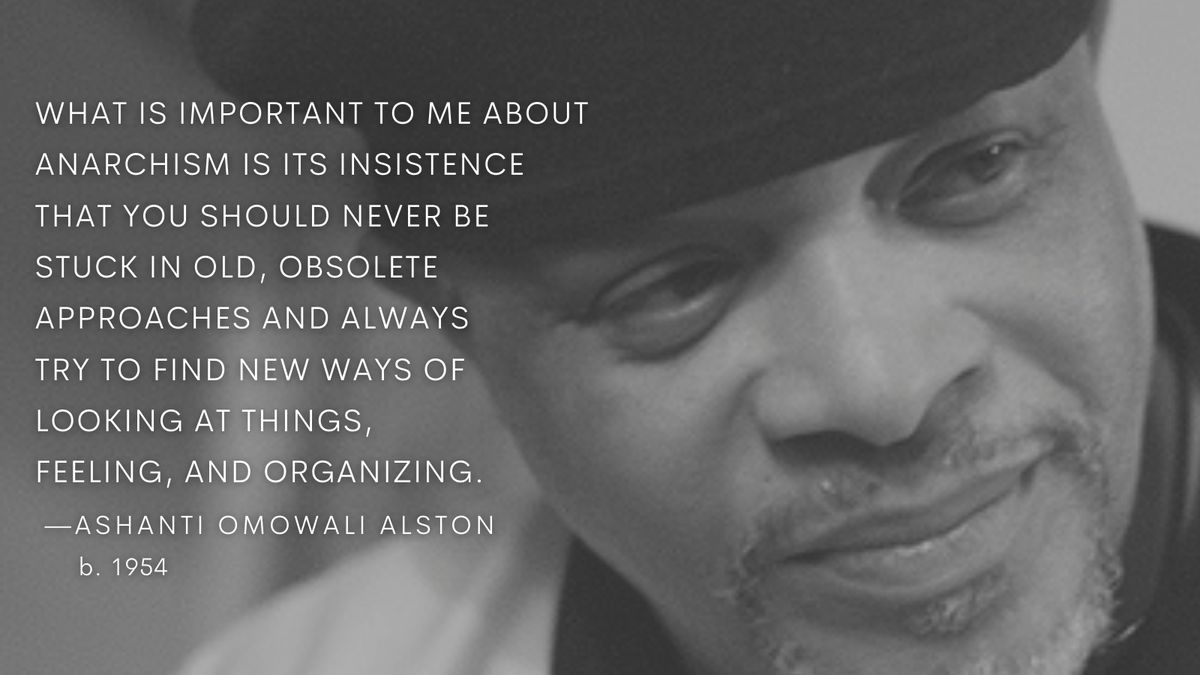 WHAT IS IMPORTANT TO ME ABOUT
ANARCHISM IS ITS INSISTENCE
THAT YOU SHOULD NEVER BE
STUCK IN OLD, OBSOLETE
APPROACHES AND ALWAYS
TRY TO FIND NEW WAYS OF
LOOKING AT THINGS,
FEELING, AND ORGANIZING.
—ASHANTI OMOWALI ALSTON
b. 1954